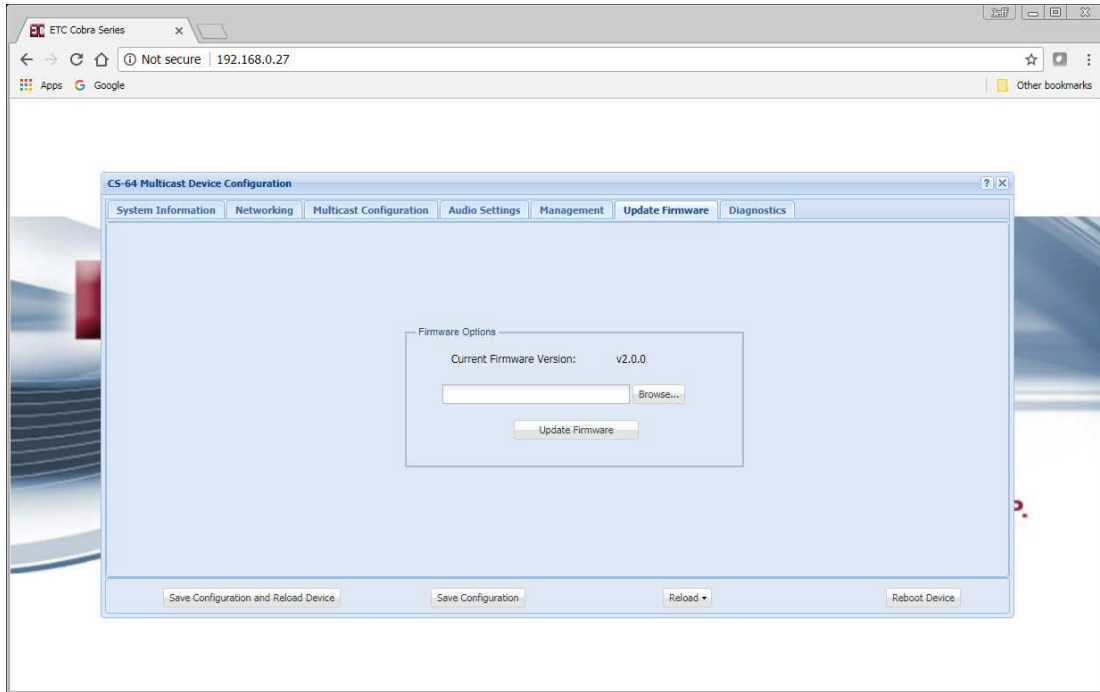 Jeff
ETC Cobra Series
Not secure | 192.168.0.27
Apps G Google Other bookmarks
CS-64 Multicast Device Configuration
System Information Networking Multicast Configuration Audio Settings Management Update Firmware Diagnostics
Firmware Options
Current Firmware Version: v2.0.0
Browse...
Update Firmware
P.
Save Configuration and Reload Device Save Configuration Reload Reboot Device